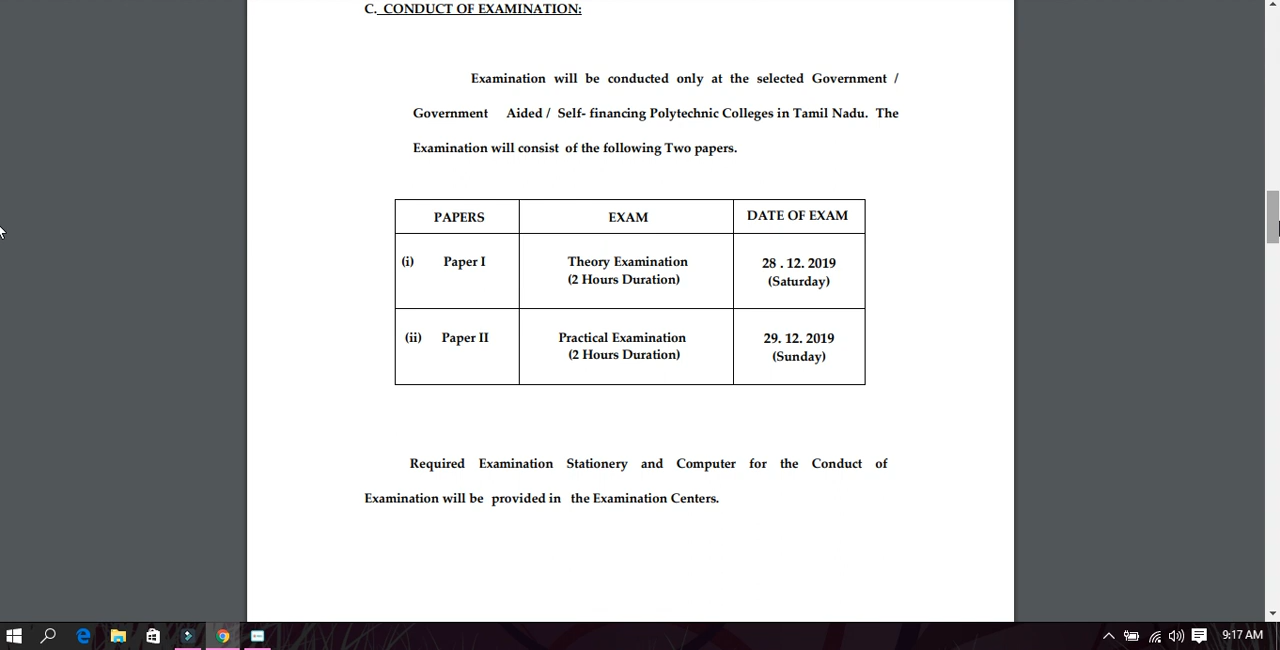 C. CONDUCT OF EXAMINATION:
Examination will be conducted only at the selected Government /
Government Aided / Self- financing Polytechnic Colleges in Tamil Nadu. The
Examination will consist of the following Two papers.
PAPERS EXAM DATE OF EXAM
(i) Paper I Theory Examination 28 . 12. 2019
(2 Hours Duration) (Saturday)
(ii) Paper II Practical Examination 29. 12. 2019
(2 Hours Duration) (Sunday)
Required Examination Stationery and Computer for the Conduct of
Examination will be provided in the Examination Centers.
9:17 AM